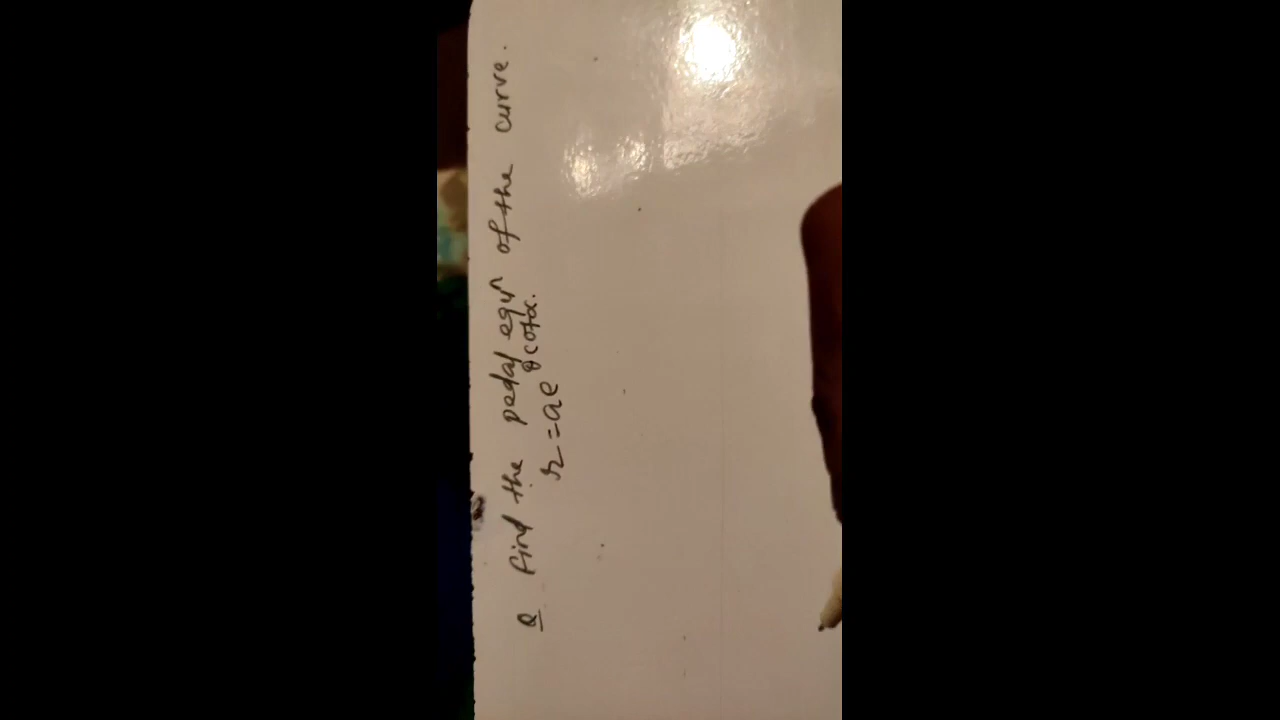 Q find the pedal eqn of the curve.
r = ae^θcotα.